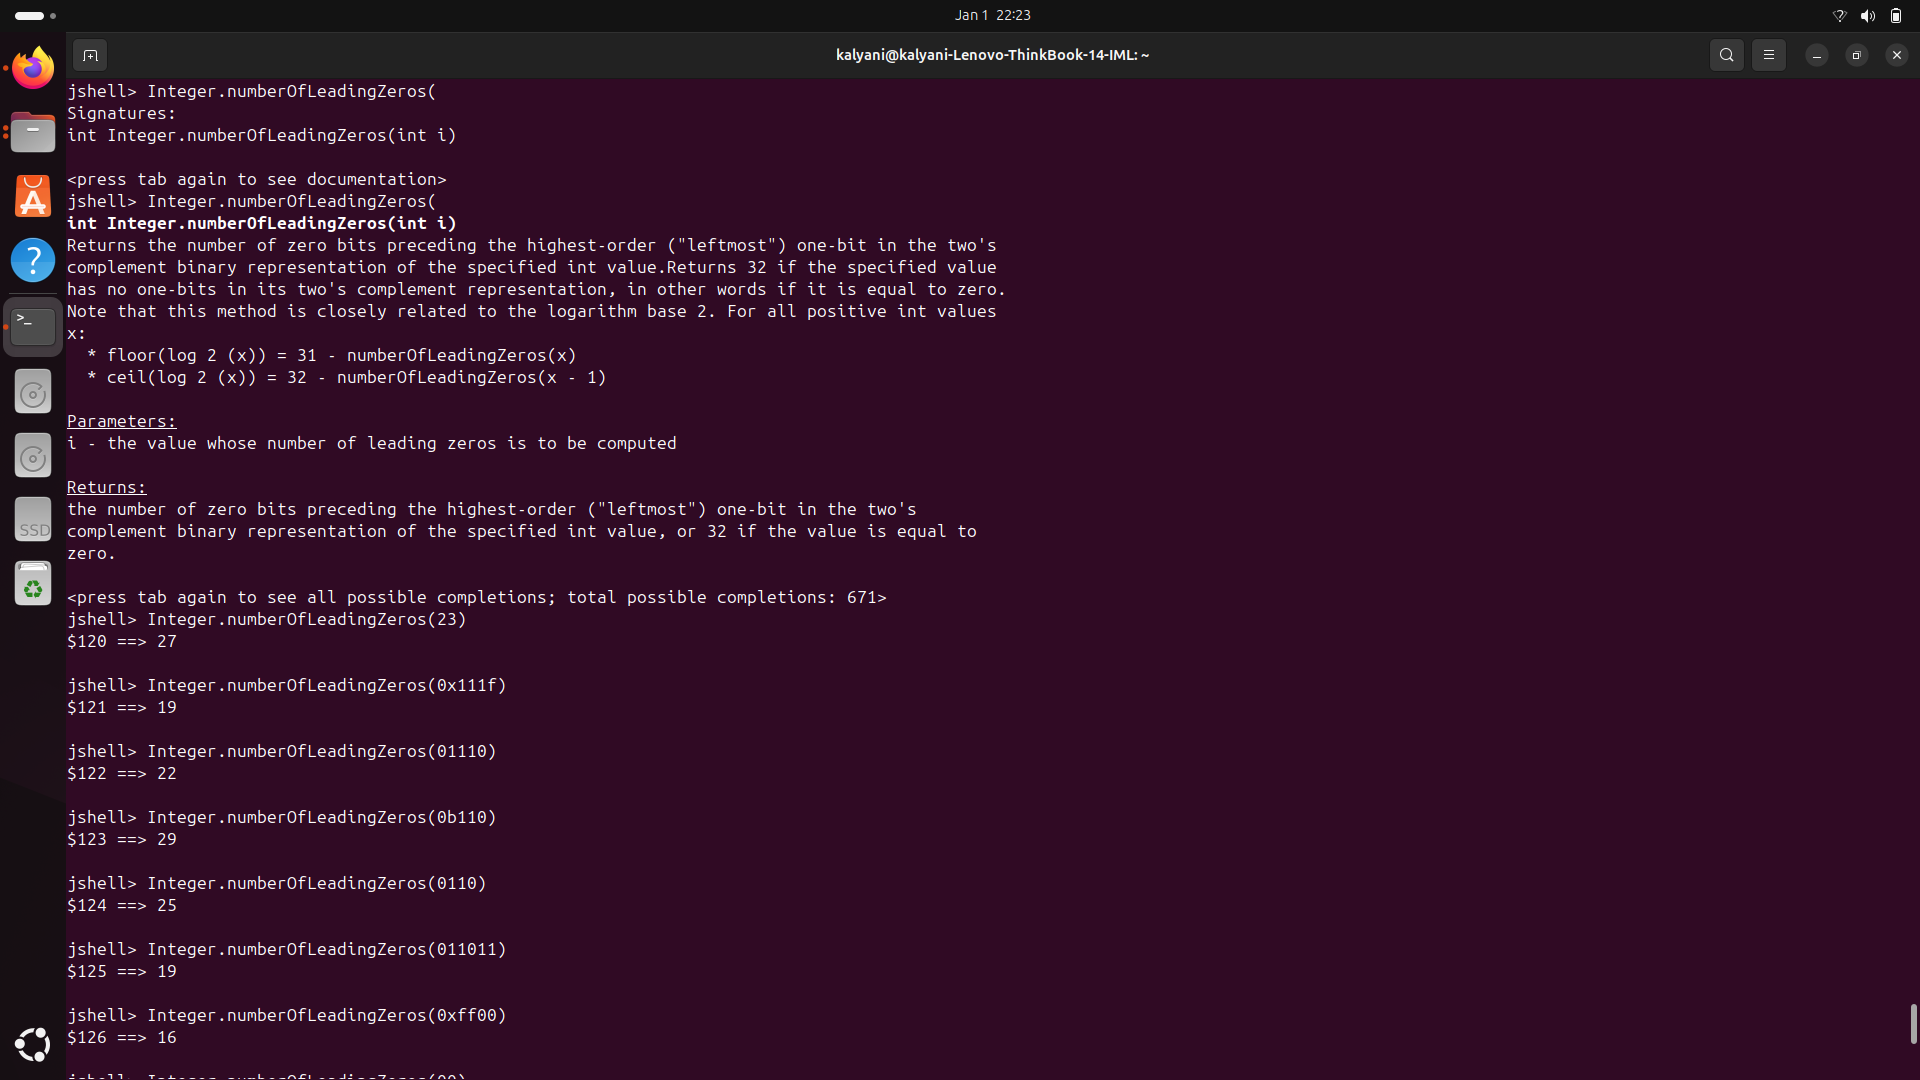 Jan 1 22:23
kalyani@kalyani-Lenovo-ThinkBook-14-IML: ~
jshell> Integer.numberOfLeadingZeros(
Signatures:
int Integer.numberOfLeadingZeros(int i)
<press tab again to see documentation>
jshell> Integer.numberOfLeadingZeros(
int Integer.numberOfLeadingZeros(int i)
Returns the number of zero bits preceding the highest-order ("leftmost") one-bit in the two's
complement binary representation of the specified int value.Returns 32 if the specified value
has no one-bits in its two's complement representation, in other words if it is equal to zero.
Note that this method is closely related to the logarithm base 2. For all positive int values
x:
* floor(log 2 (x)) = 31 - numberOfLeadingZeros(x)
* ceil(log 2 (x)) = 32 - numberOfLeadingZeros(x - 1)
Parameters:
i - the value whose number of leading zeros is to be computed
Returns:
the number of zero bits preceding the highest-order ("leftmost") one-bit in the two's
complement binary representation of the specified int value, or 32 if the value is equal to
zero.
<press tab again to see all possible completions; total possible completions: 671>
jshell> Integer.numberOfLeadingZeros(23)
$120 ==> 27
jshell> Integer.numberOfLeadingZeros(0x111f)
$121 ==> 19
jshell> Integer.numberOfLeadingZeros(01110)
$122 ==> 22
jshell> Integer.numberOfLeadingZeros(0b110)
$123 ==> 29
jshell> Integer.numberOfLeadingZeros(0110)
$124 ==> 25
jshell> Integer.numberOfLeadingZeros(011011)
$125 ==> 19
jshell> Integer.numberOfLeadingZeros(0xff00)
$126 ==> 16
SSD